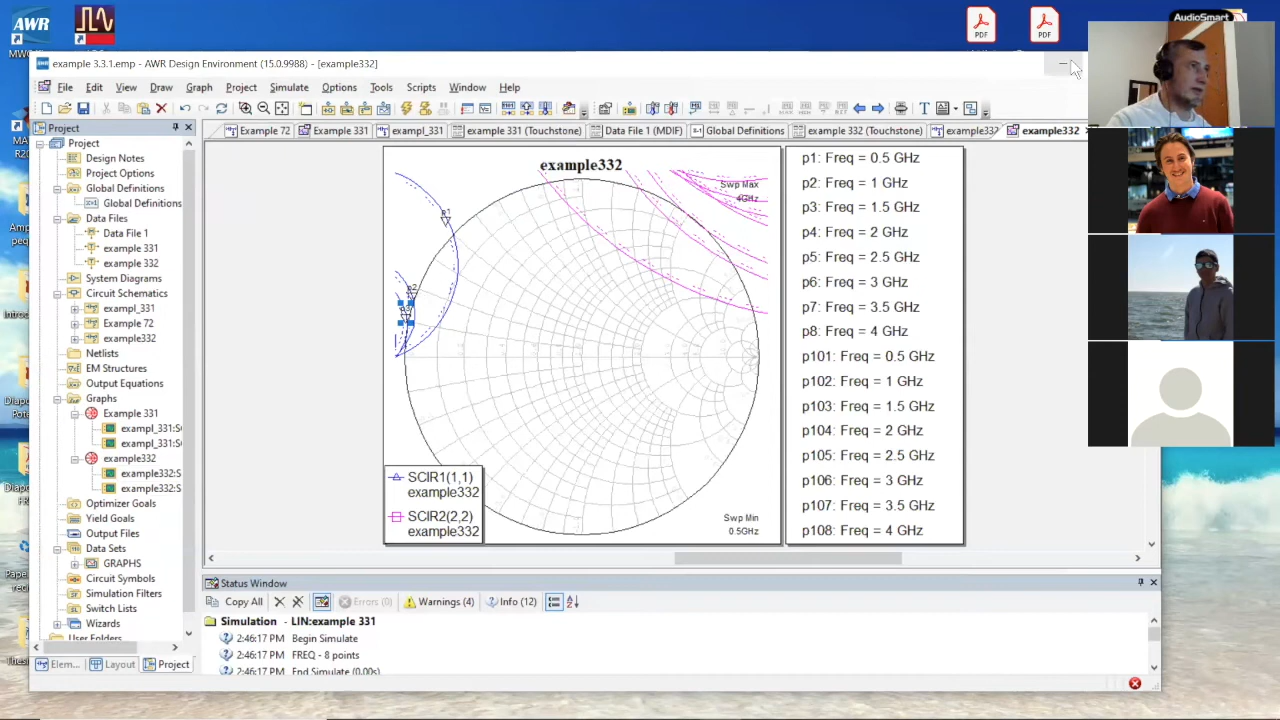 AWR
PDF
PDF
AudioSmart
example 3.3.1.emp - AWR Design Environment (15.0.9988) - [example332]
File Edit View Draw Graph Project Simulate Options Tools Scripts Window Help
Project
Example 72
Example 331
exampl_331
example 331 (Touchstone)
Data File 1 (MDIF)
Global Definitions
example 332 (Touchstone)
example332
example332
Project
Design Notes
Project Options
Global Definitions
Global Definitions
Data Files
Data File 1
example 331
example 332
System Diagrams
Circuit Schematics
exampl_331
Example 72
example332
Netlists
EM Structures
Output Equations
Graphs
Example 331
exampl_331:S
exampl_331:S
example332
example332:S
example332:S
Optimizer Goals
Yield Goals
Output Files
Data Sets
GRAPHS
Circuit Symbols
Simulation Filters
Switch Lists
Wizards
User Folders
Elem...
Layout
Project
example332
Swp Max
4GHz
p1
p2
SCIR1(1,1)
example332
SCIR2(2,2)
example332
Swp Min
0.5GHz
p1: Freq = 0.5 GHz
p2: Freq = 1 GHz
p3: Freq = 1.5 GHz
p4: Freq = 2 GHz
p5: Freq = 2.5 GHz
p6: Freq = 3 GHz
p7: Freq = 3.5 GHz
p8: Freq = 4 GHz
p101: Freq = 0.5 GHz
p102: Freq = 1 GHz
p103: Freq = 1.5 GHz
p104: Freq = 2 GHz
p105: Freq = 2.5 GHz
p106: Freq = 3 GHz
p107: Freq = 3.5 GHz
p108: Freq = 4 GHz
Status Window
Copy All
Errors (0)
Warnings (4)
Info (12)
Simulation - LIN:example 331
2:46:17 PM Begin Simulate
2:46:17 PM FREQ - 8 points
2:46:17 PM End Simulate (0.00s)